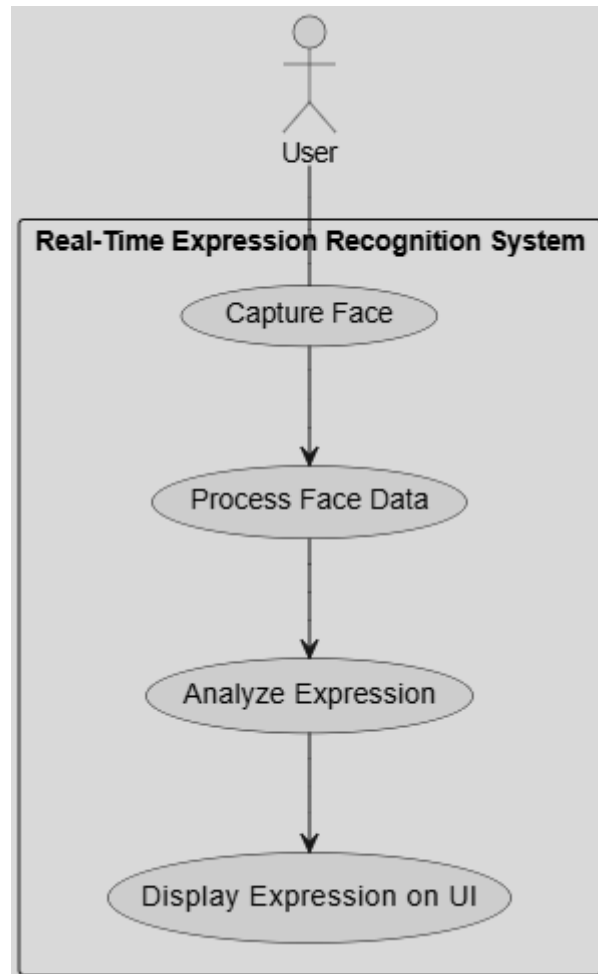 User
Real-Time Expression Recognition System
Capture Face
Process Face Data
Analyze Expression
Display Expression on UI